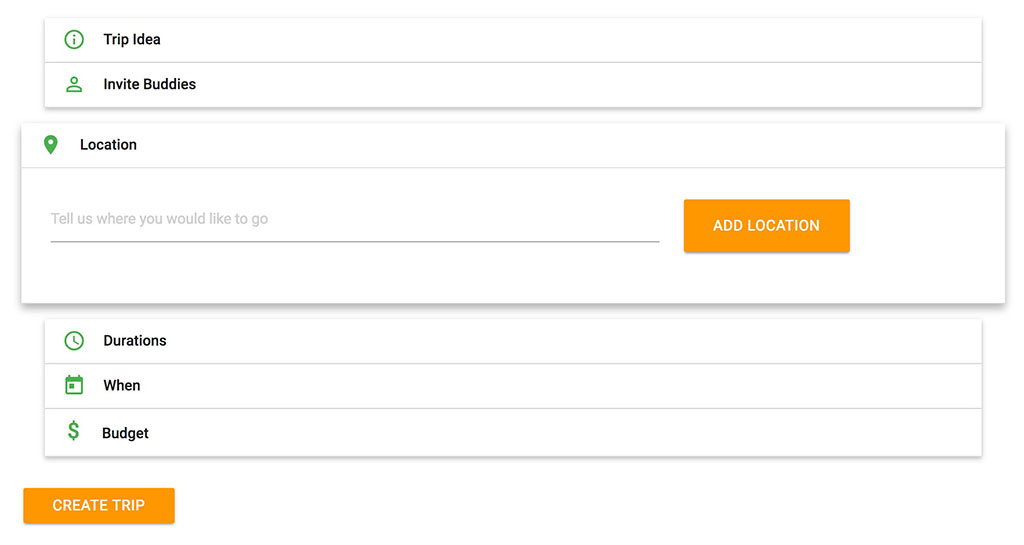 Trip Idea
Invite Buddies
Location
Tell us where you would like to go
ADD LOCATION
Durations
When
Budget
CREATE TRIP